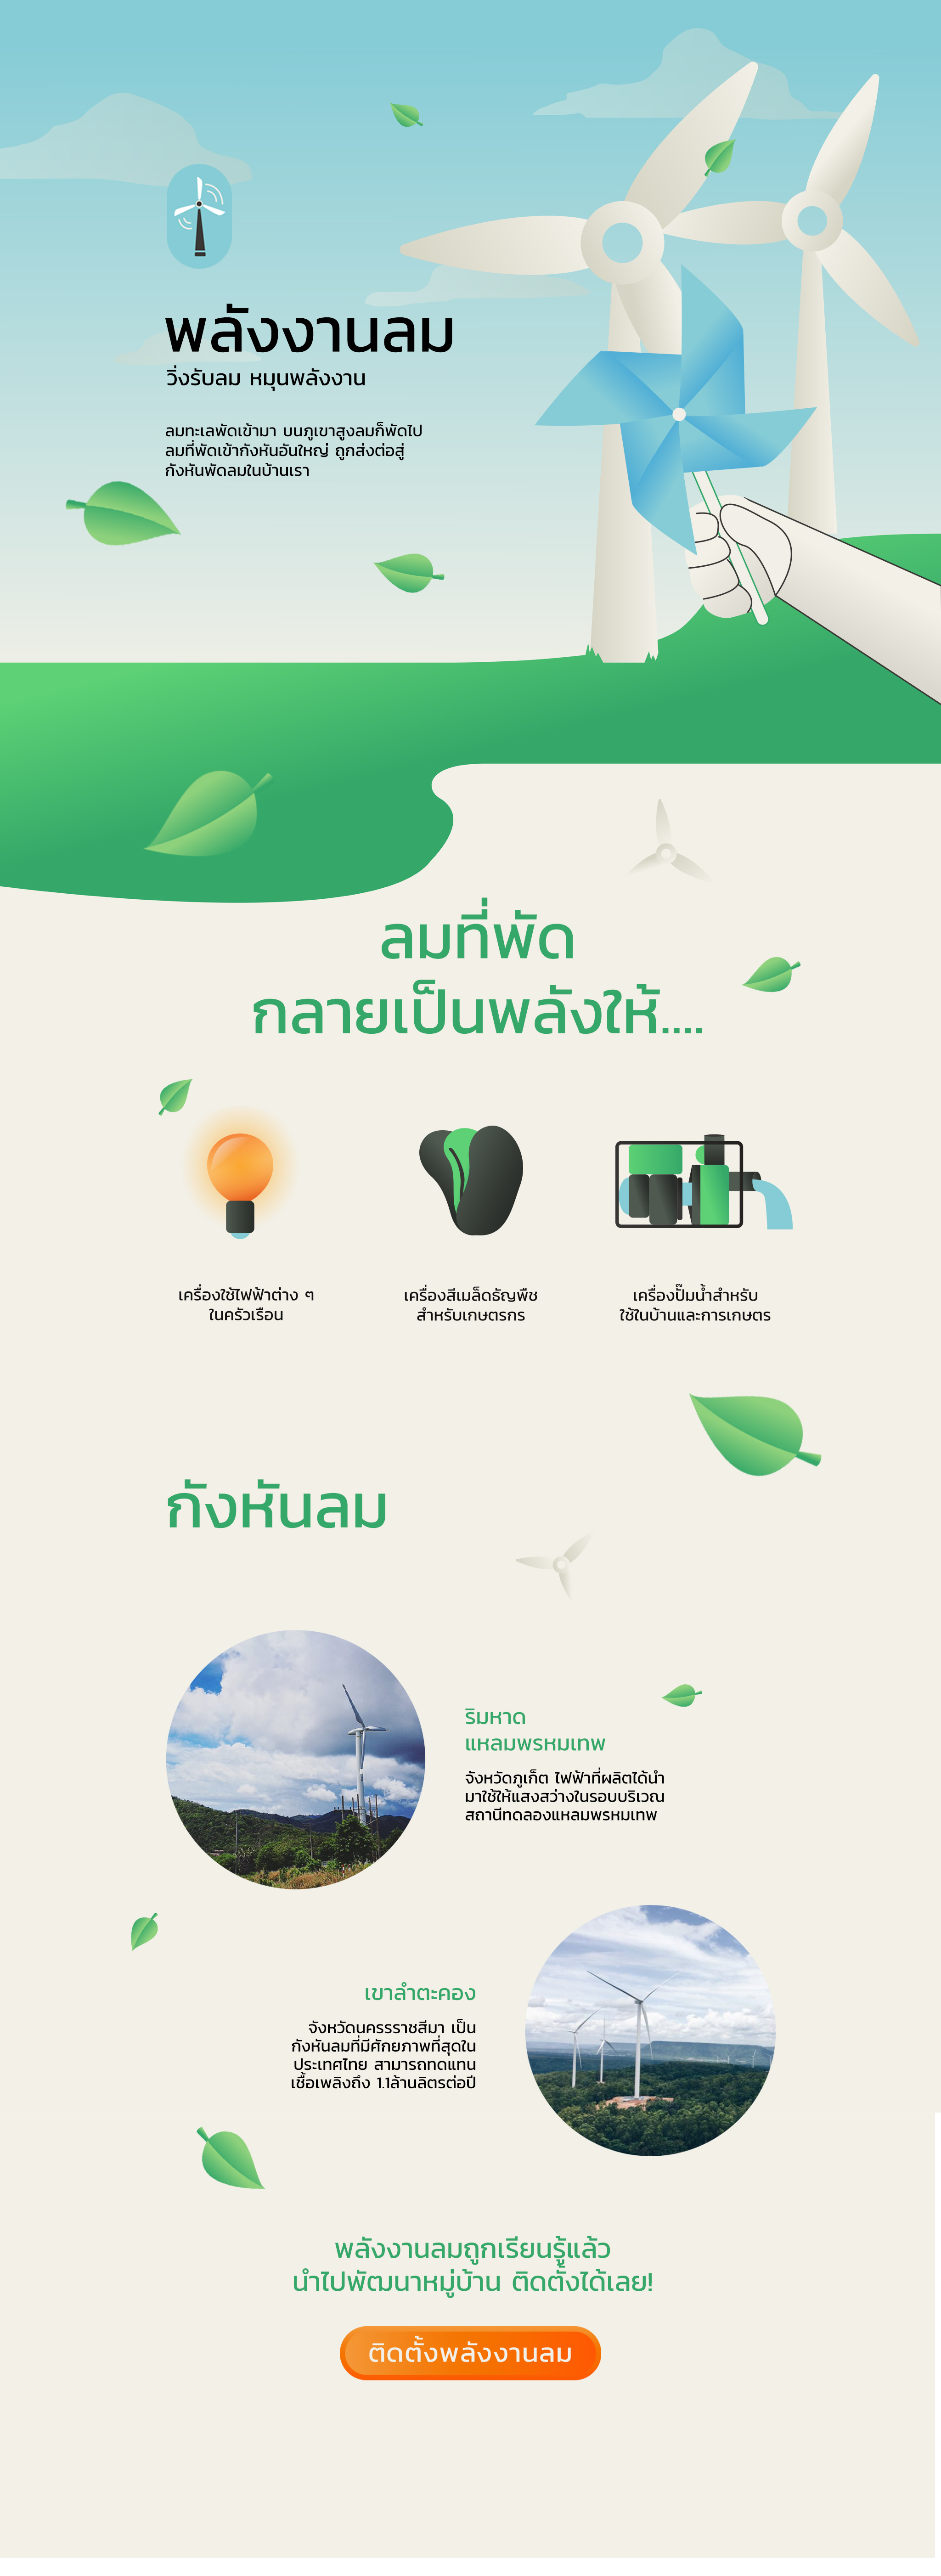 พลังงานลม
วิ่งรับลม หมุนพลังงาน
ลมทะเลพัดเข้ามา บนภูเขาสูงลมก็พัดไป
ลมที่พัดเข้ากังหันอันใหญ่ ถูกส่งต่อสู่
กังหันพัดลมในบ้านเรา
ลมที่พัด
กลายเป็นพลังให้....
เครื่องใช้ไฟฟ้าต่าง ๆ
ในครัวเรือน
เครื่องสีเมล็ดธัญพืช
สำหรับเกษตรกร
เครื่องปั๊มน้ำสำหรับ
ใช้ในบ้านและการเกษตร
กังหันลม
ริมหาด
แหลมพรหมเทพ
จังหวัดภูเก็ต ไฟฟ้าที่ผลิตได้นำ
มาใช้ให้แสงสว่างในรอบบริเวณ
สถานีทดลองแหลมพรหมเทพ
เขาลำตะคอง
จังหวัดนครรราชสีมา เป็น
กังหันลมที่มีศักยภาพที่สุดใน
ประเทศไทย สามารถทดแทน
เชื้อเพลิงถึง 1.1ล้านลิตรต่อปี
พลังงานลมถูกเรียนรู้แล้ว
นำไปพัฒนาหมู่บ้าน ติดตั้งได้เลย!
ติดตั้งพลังงานลม